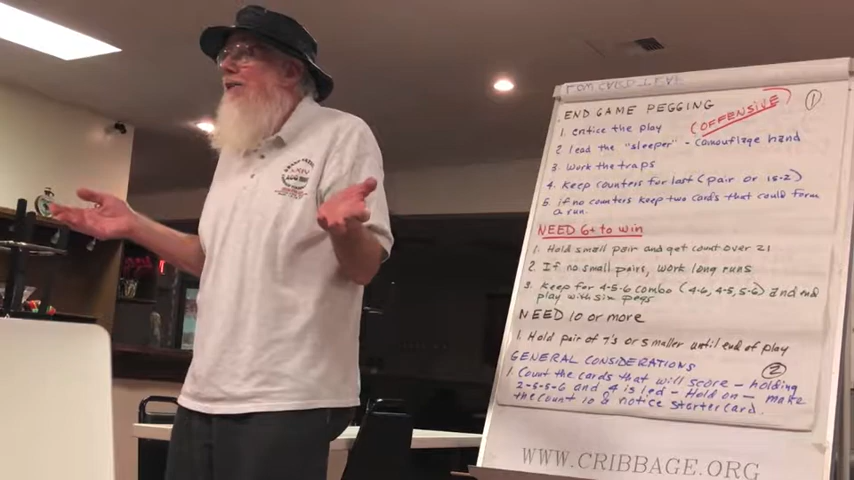 TOM CARD LEAF
END GAME PEGGING (OFFENSIVE) 1
1. entice the play
2. lead the "sleeper" - camouflage hand
3. work the traps
4. Keep counters for last (pair or 15-2)
5. if no counters keep two cards that could form
a run.
NEED 6 to win
1. Hold small pair and get count over 21
2. If no small pairs, work long runs
3. Keep for 4-5-6 combo (4-6, 4-5, 5-6) and end
play with six pegs
NEED 10 or more
1. Hold pair of 7's or smaller until end of play
GENERAL CONSIDERATIONS 2
1. Count the cards that will score - holding
2-5-5-6 and 9 is led - Hold on - make
the count 10 & notice starter card.
WWW.CRIBBAGE.ORG